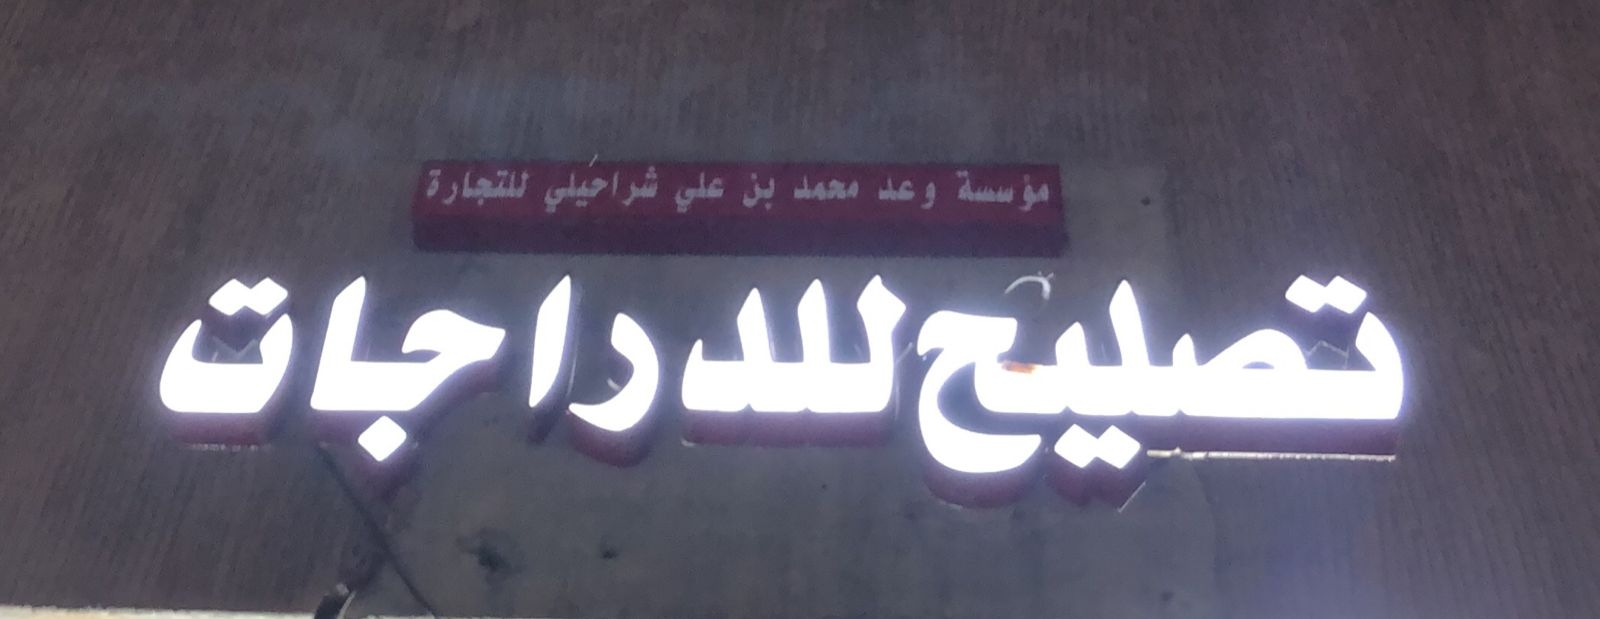 مؤسسة وعد محمد بن علي شراحيلي للتجارة
تصليح للدراجات